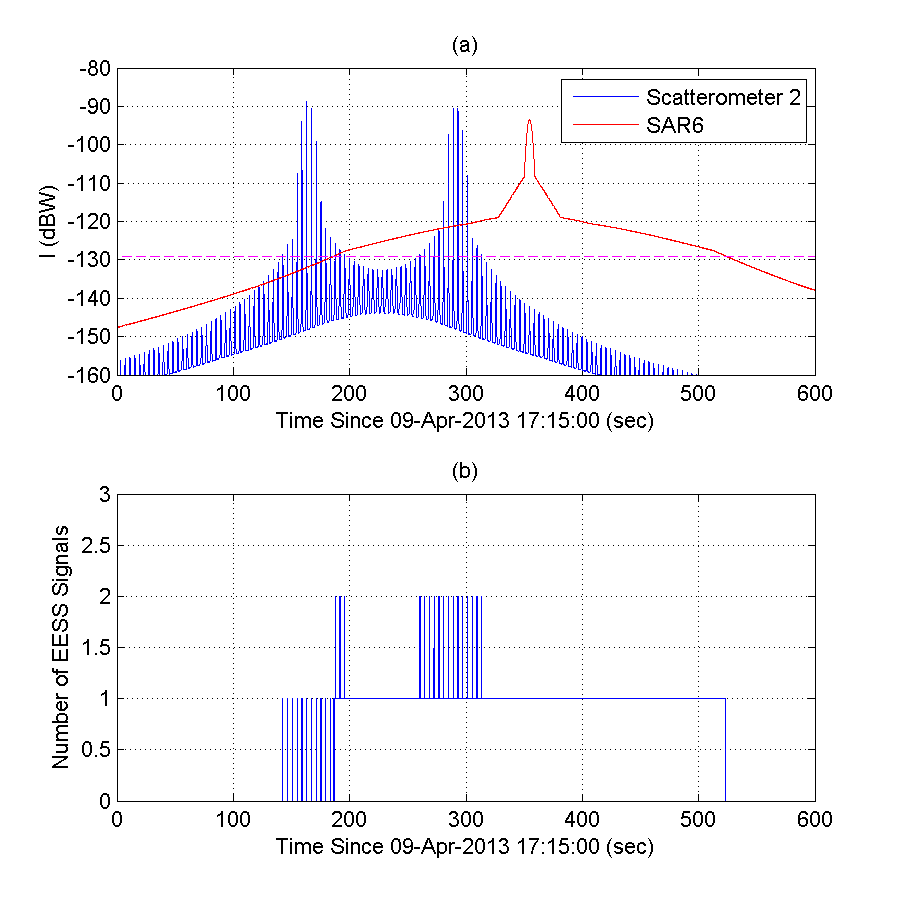 (a)
-80
-90
-100
-110
-120
-130
-140
-150
-160
I (dBW)
Scatterometer 2
SAR6
0 100 200 300 400 500 600
Time Since 09-Apr-2013 17:15:00 (sec)
(b)
3
2.5
2
1.5
1
0.5
0
Number of EESS Signals
0 100 200 300 400 500 600
Time Since 09-Apr-2013 17:15:00 (sec)